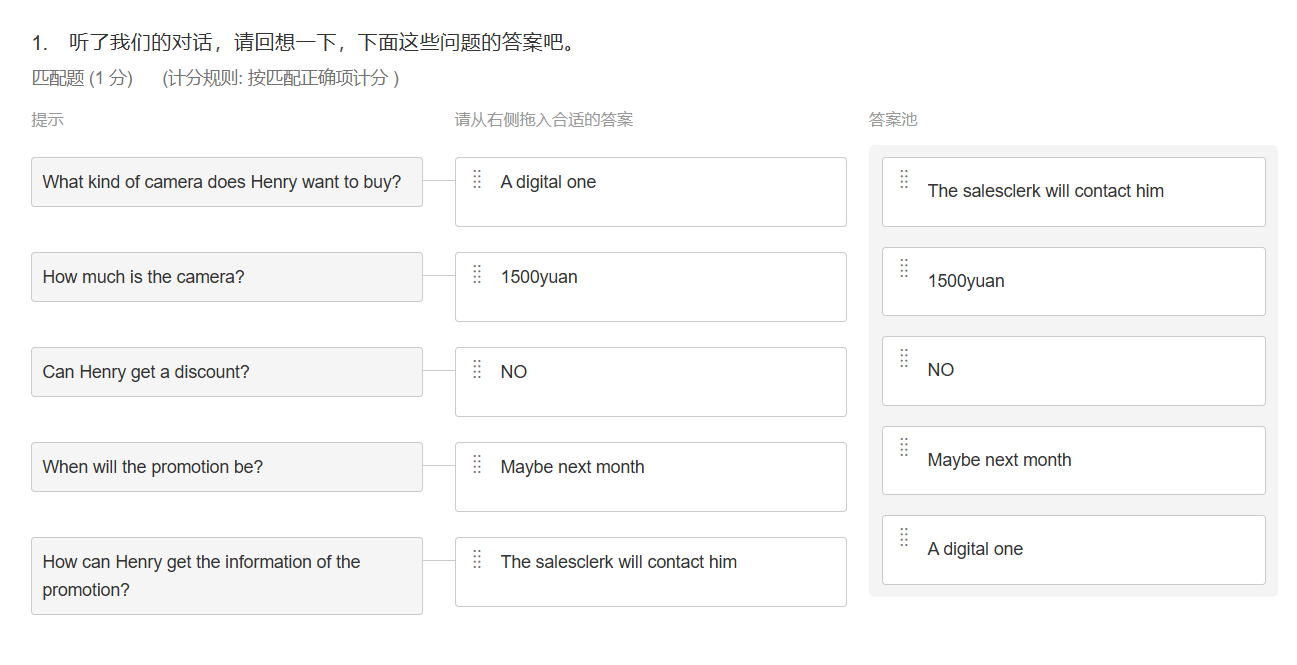 1. 听了我们的对话，请回想一下，下面这些问题的答案吧。
匹配题 (1 分) (计分规则: 按匹配正确项计分 )
提示
请从右侧拖入合适的答案
答案池
What kind of camera does Henry want to buy?
A digital one
How much is the camera?
1500yuan
Can Henry get a discount?
NO
When will the promotion be?
Maybe next month
How can Henry get the information of the
promotion?
The salesclerk will contact him
The salesclerk will contact him
1500yuan
NO
Maybe next month
A digital one